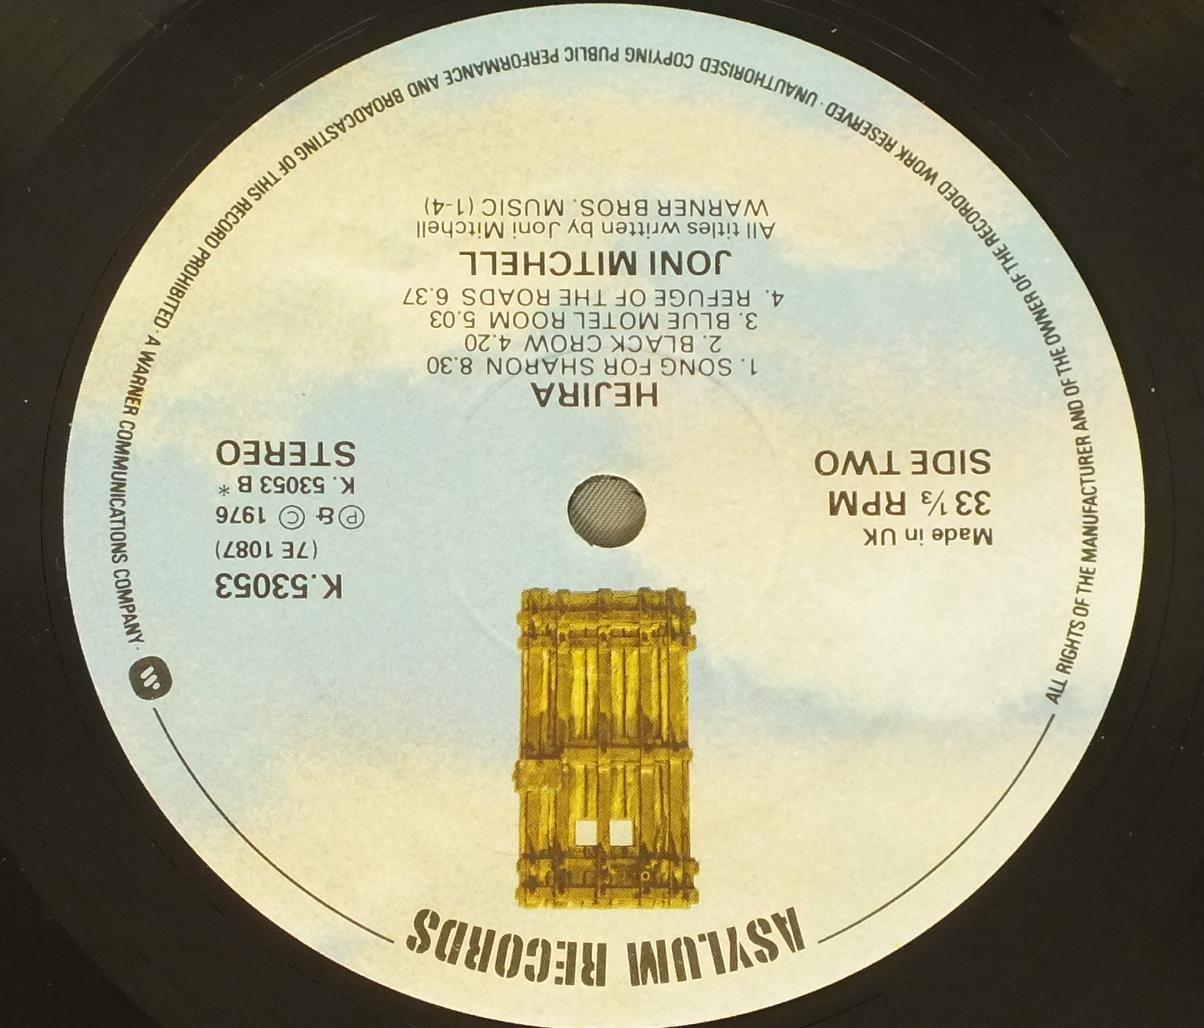 ASYLUM RECORDS
Made in UK
33 ⅓ RPM
SIDE TWO
K.53053
(7E 1087)
Ⓟ & Ⓒ 1976
K. 53053 B *
STEREO
HEJIRA
1. SONG FOR SHARON 8.30
2. BLACK CROW 4.20
3. BLUE MOTEL ROOM 5.03
4. REFUGE OF THE ROADS 6.37
JONI MITCHELL
All titles written by Joni Mitchell
WARNER BROS. MUSIC (1-4)
ALL RIGHTS OF THE MANUFACTURER AND OF THE OWNER OF THE RECORDED WORK RESERVED · UNAUTHORISED COPYING PUBLIC PERFORMANCE AND BROADCASTING OF THIS RECORD PROHIBITED · A WARNER COMMUNICATIONS COMPANY ·